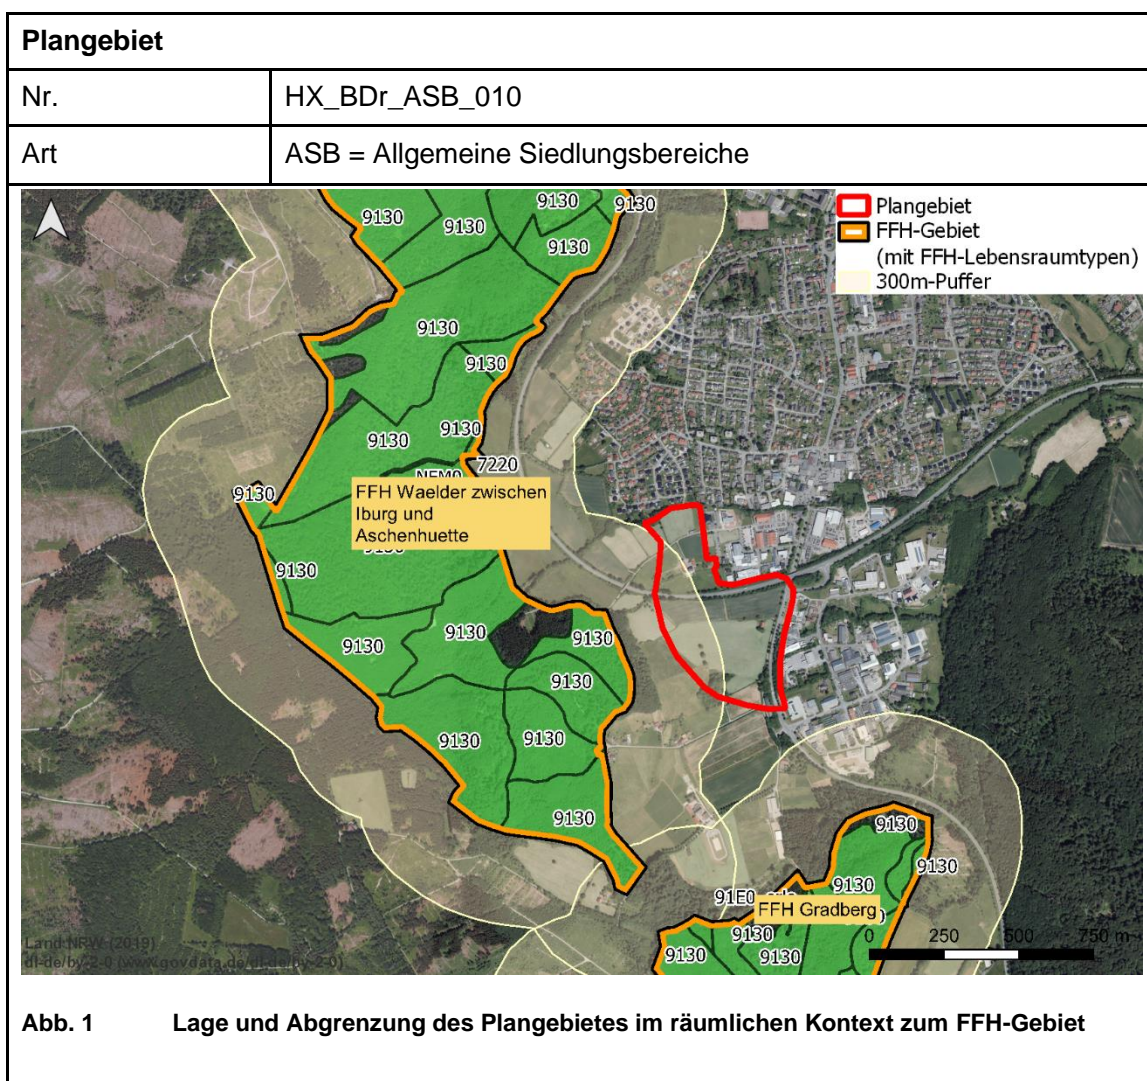 Plangebiet
Nr.
HX_BDr_ASB_010
Art
ASB = Allgemeine Siedlungsbereiche
Plangebiet
FFH-Gebiet
(mit FFH-Lebensraumtypen)
300m-Puffer
9130
9130
9130
9130
9130
9130
9130
9130
9130
7220
9130
FFH Waelder zwischen
Iburg und
Aschenhuette
9130
9130
9130
9130
9130
9130
9130
9130
9130
9130
9130
91E0
FFH Gradberg
9130
9130
9130
0
250
500
750 m
Land NRW (2019)
dl-de/by-2-0 (www.govdata.de/dl-de/by-2-0)
Abb. 1 Lage und Abgrenzung des Plangebietes im räumlichen Kontext zum FFH-Gebiet